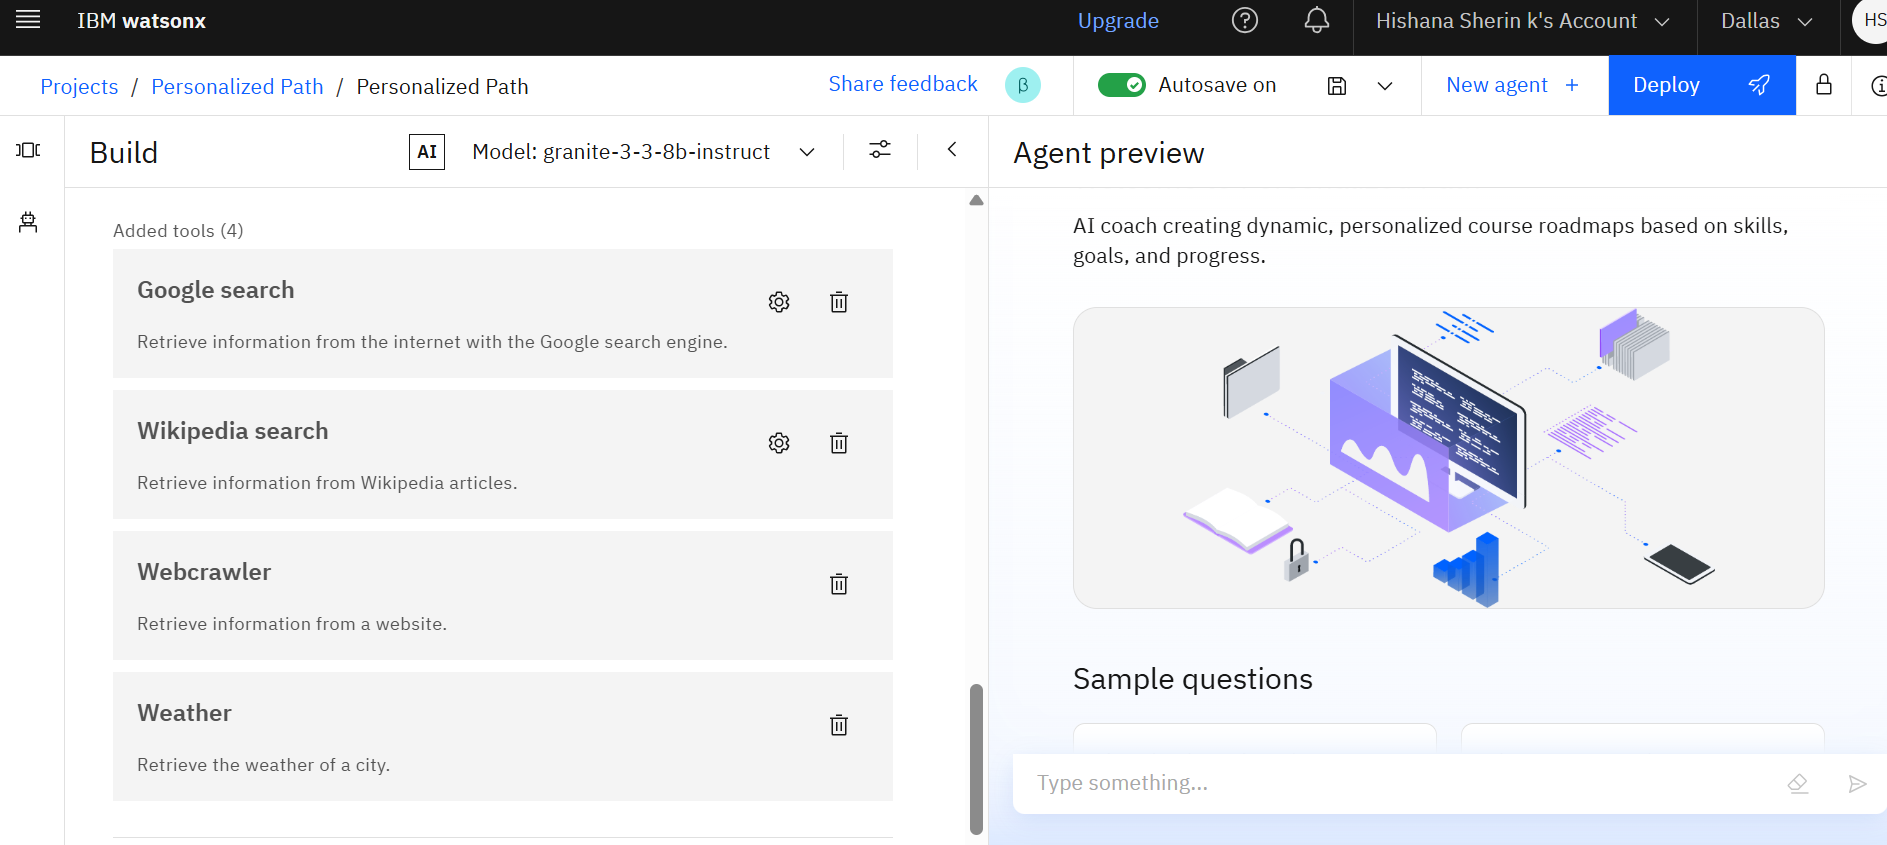 IBM watsonx
Upgrade
Hishana Sherin k's Account
Dallas
HS
Projects / Personalized Path / Personalized Path
Share feedback
β
Autosave on
New agent +
Deploy
Build
AI
Model: granite-3-3-8b-instruct
Agent preview
Added tools (4)
Google search
Retrieve information from the internet with the Google search engine.
Wikipedia search
Retrieve information from Wikipedia articles.
Webcrawler
Retrieve information from a website.
Weather
Retrieve the weather of a city.
AI coach creating dynamic, personalized course roadmaps based on skills,
goals, and progress.
Sample questions
Type something...